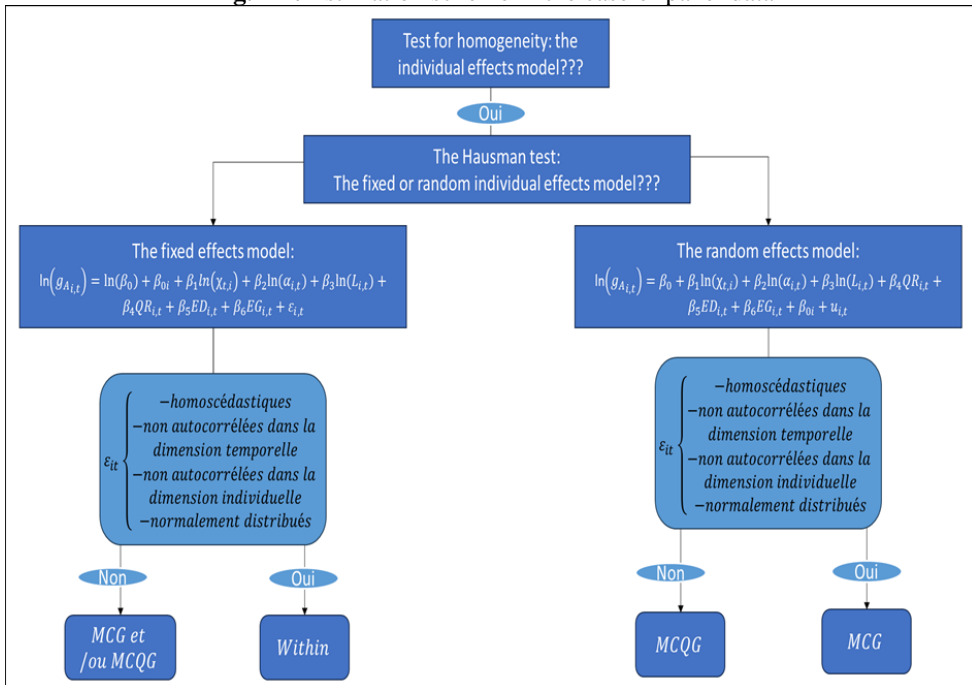 Test for homogeneity: the
individual effects model???
Oui
The Hausman test:
The fixed or random individual effects model???
The fixed effects model:
ln(g_{A_{i,t}}) = ln(β_0) + β_{0i} + β_1 ln(χ_{t,i}) + β_2 ln(α_{i,t}) + β_3 ln(L_{i,t}) +
β_4 QR_{i,t} + β_5 ED_{i,t} + β_6 EG_{i,t} + ε_{i,t}
The random effects model:
ln(g_{A_{i,t}}) = β_0 + β_1 ln(χ_{t,i}) + β_2 ln(α_{i,t}) + β_3 ln(L_{i,t}) + β_4 QR_{i,t} +
β_5 ED_{i,t} + β_6 EG_{i,t} + β_{0i} + u_{i,t}
ε_{it}
−homoscédastiques
−non autocorrélées dans la
dimension temporelle
−non autocorrélées dans la
dimension individuelle
−normalement distribués
ε_{it}
−homoscédastiques
−non autocorrélées dans la
dimension temporelle
−non autocorrélées dans la
dimension individuelle
−normalement distribués
Non
Oui
Non
Oui
MCG et
/ou MCQG
Within
MCQG
MCG